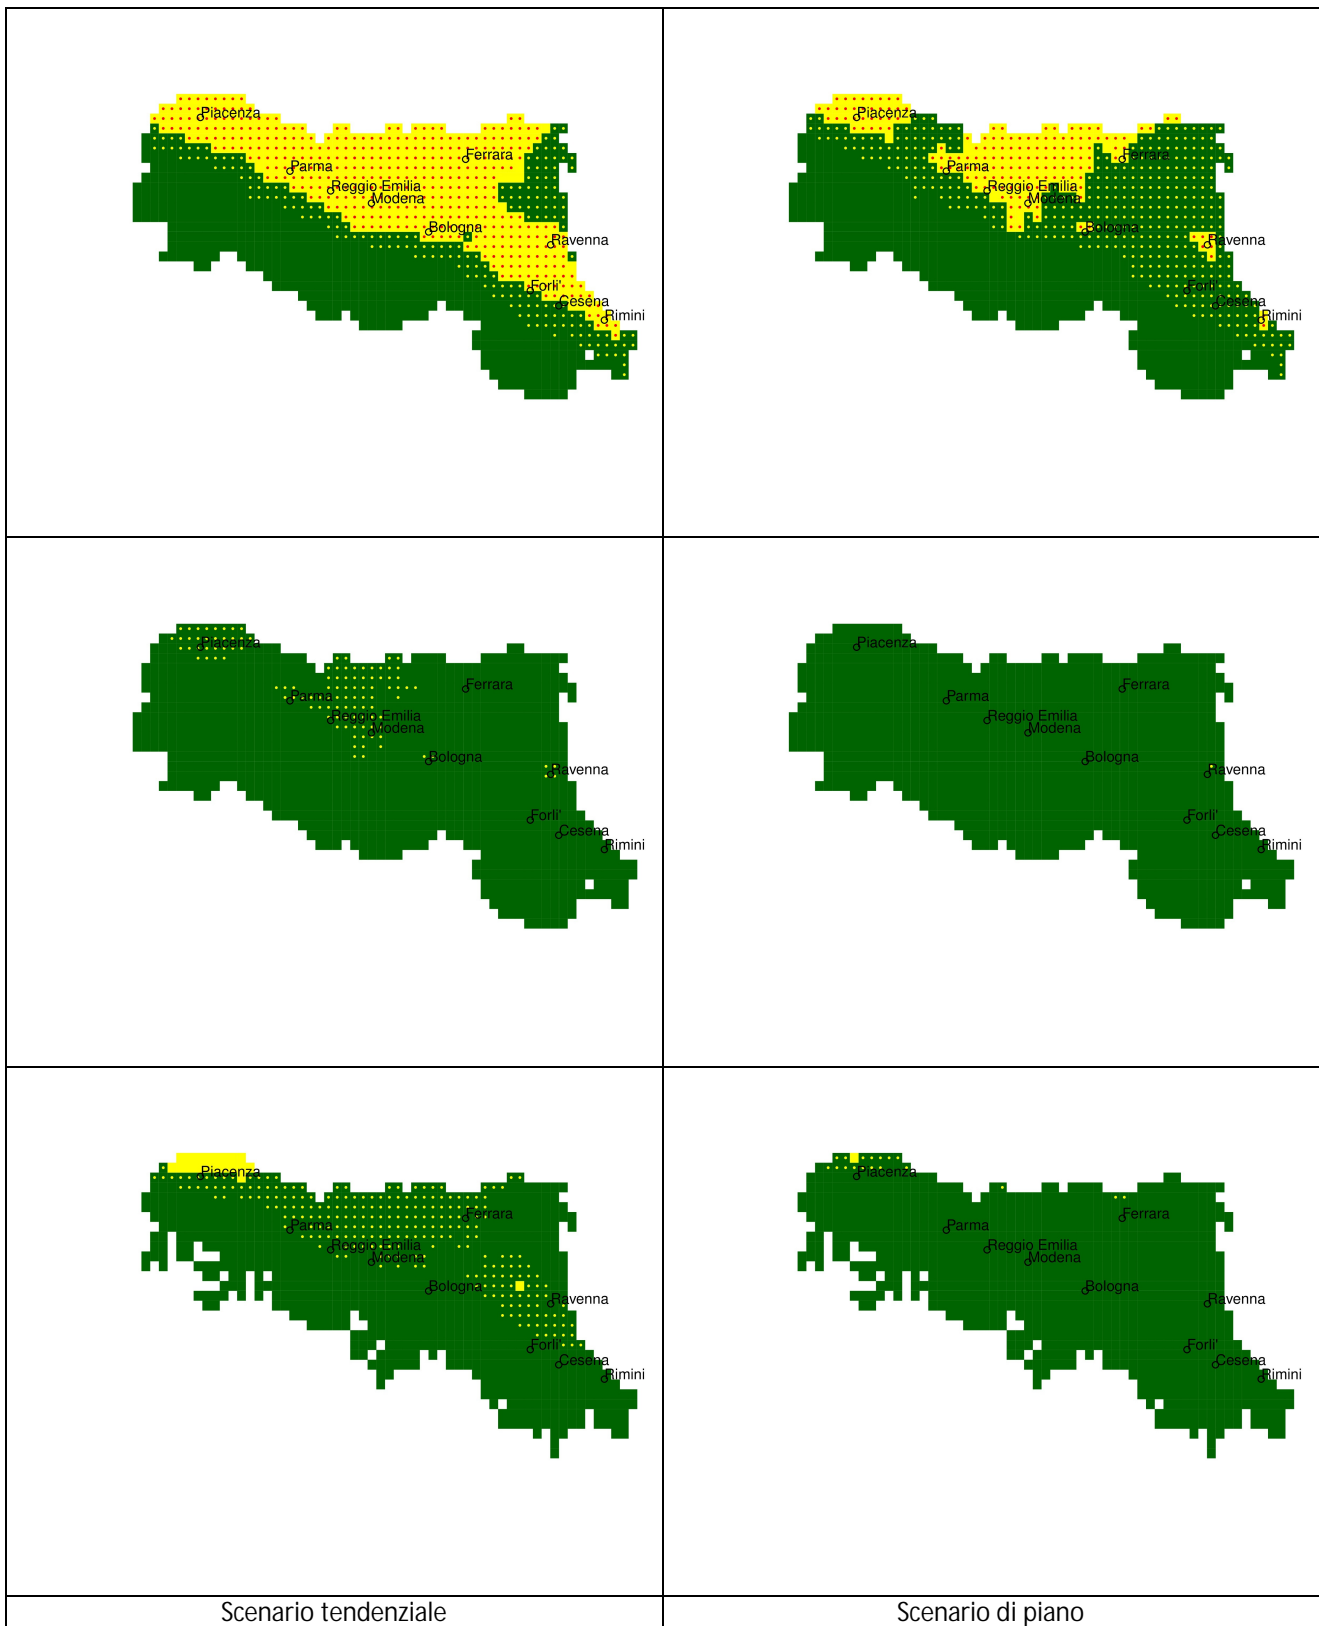 Piacenza
Parma
Ferrara
Reggio Emilia
Modena
Bologna
Ravenna
Forli'
Cesena
Rimini
Piacenza
Parma
Ferrara
Reggio Emilia
Modena
Bologna
Ravenna
Forli'
Cesena
Rimini
Piacenza
Parma
Ferrara
Reggio Emilia
Modena
Bologna
Ravenna
Forli'
Cesena
Rimini
Piacenza
Parma
Ferrara
Reggio Emilia
Modena
Bologna
Ravenna
Forli'
Cesena
Rimini
Piacenza
Parma
Ferrara
Reggio Emilia
Modena
Bologna
Ravenna
Forli'
Cesena
Rimini
Piacenza
Parma
Ferrara
Reggio Emilia
Modena
Bologna
Ravenna
Forli'
Cesena
Rimini
Scenario tendenziale
Scenario di piano